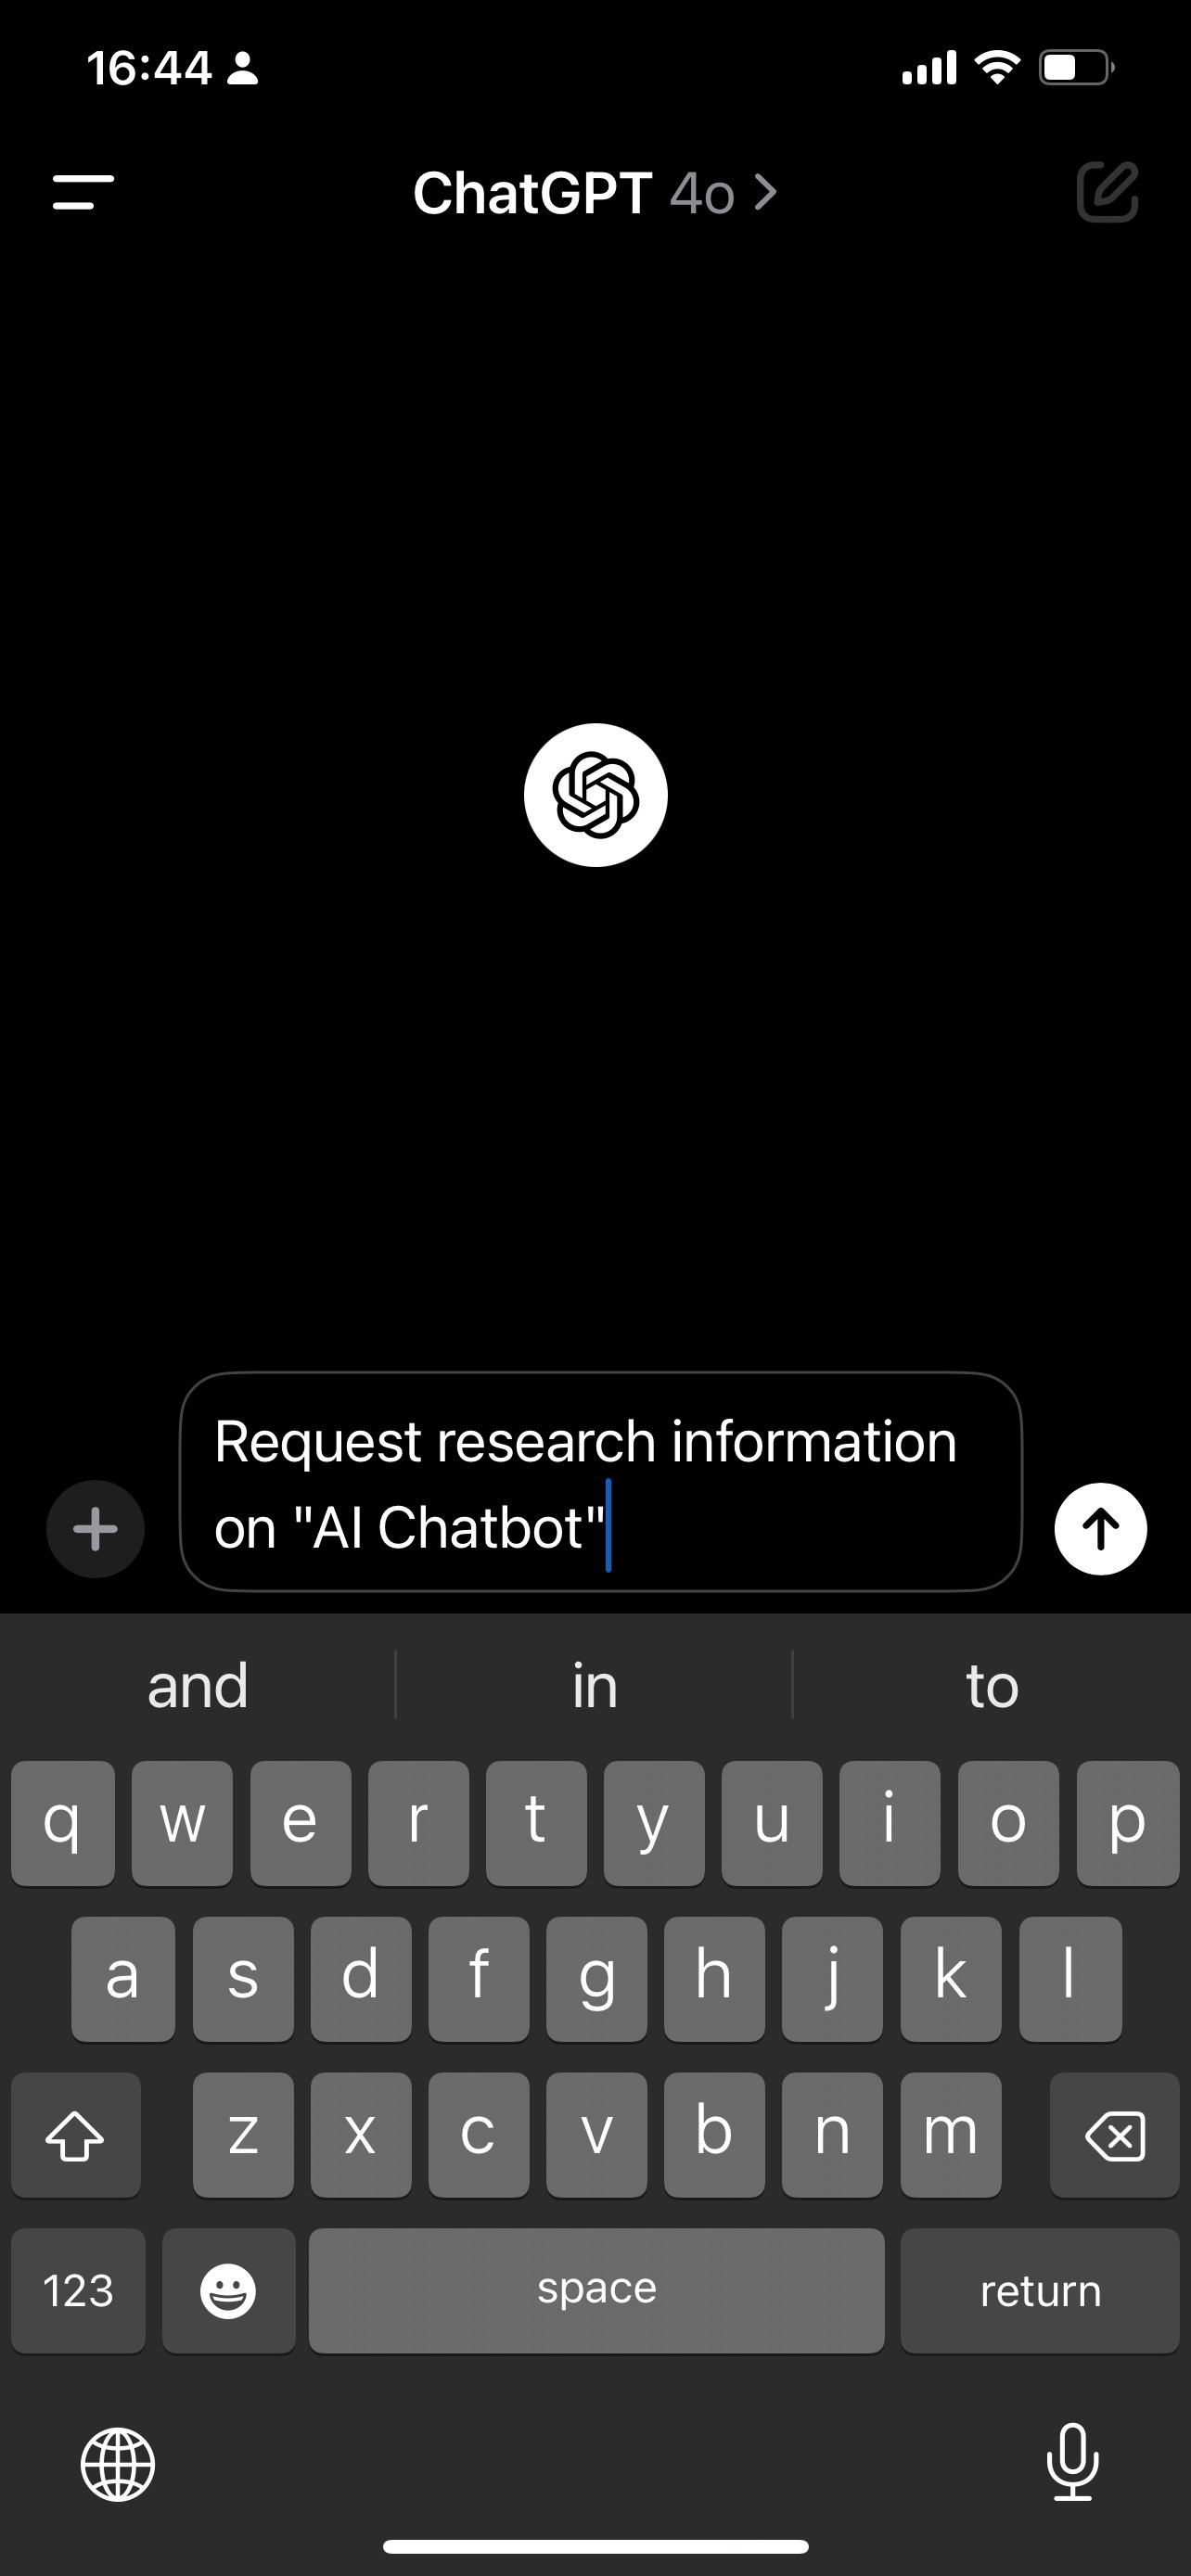 16:44
ChatGPT 4o
Request research information
on "AI Chatbot"
and in to
q w e r t y u i o p
a s d f g h j k l
z x c v b n m
123 space return